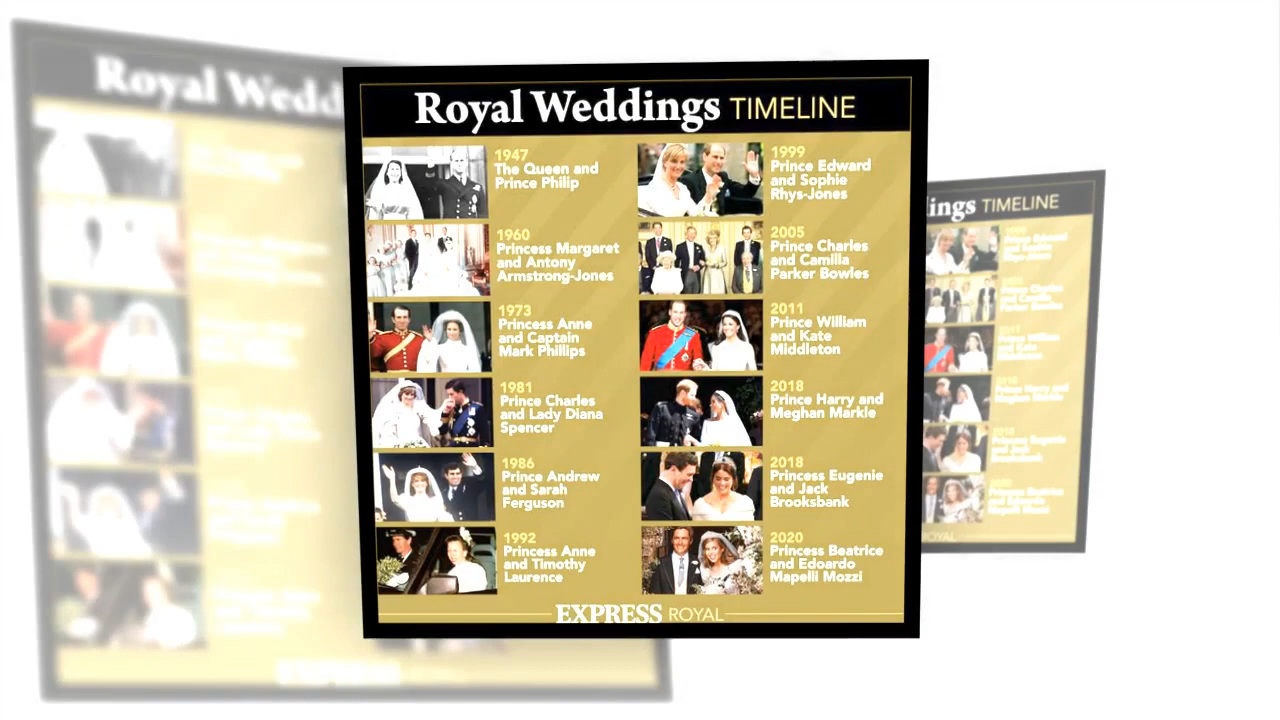 Royal Weddings TIMELINE
1947
The Queen and
Prince Philip
1960
Princess Margaret
and Antony
Armstrong-Jones
1973
Princess Anne
and Captain
Mark Phillips
1981
Prince Charles
and Lady Diana
Spencer
1986
Prince Andrew
and Sarah
Ferguson
1992
Princess Anne
and Timothy
Laurence
1999
Prince Edward
and Sophie
Rhys-Jones
2005
Prince Charles
and Camilla
Parker Bowles
2011
Prince William
and Kate
Middleton
2018
Prince Harry and
Meghan Markle
2018
Princess Eugenie
and Jack
Brooksbank
2020
Princess Beatrice
and Edoardo
Mapelli Mozzi
EXPRESS ROYAL
Royal Wedd
ings TIMELINE